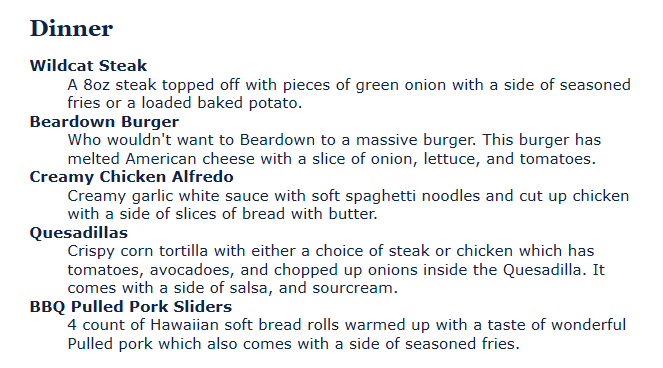 Dinner
Wildcat Steak
A 8oz steak topped off with pieces of green onion with a side of seasoned
fries or a loaded baked potato.
Beardown Burger
Who wouldn't want to Beardown to a massive burger. This burger has
melted American cheese with a slice of onion, lettuce, and tomatoes.
Creamy Chicken Alfredo
Creamy garlic white sauce with soft spaghetti noodles and cut up chicken
with a side of slices of bread with butter.
Quesadillas
Crispy corn tortilla with either a choice of steak or chicken which has
tomatoes, avocadoes, and chopped up onions inside the Quesadilla. It
comes with a side of salsa, and sourcream.
BBQ Pulled Pork Sliders
4 count of Hawaiian soft bread rolls warmed up with a taste of wonderful
Pulled pork which also comes with a side of seasoned fries.